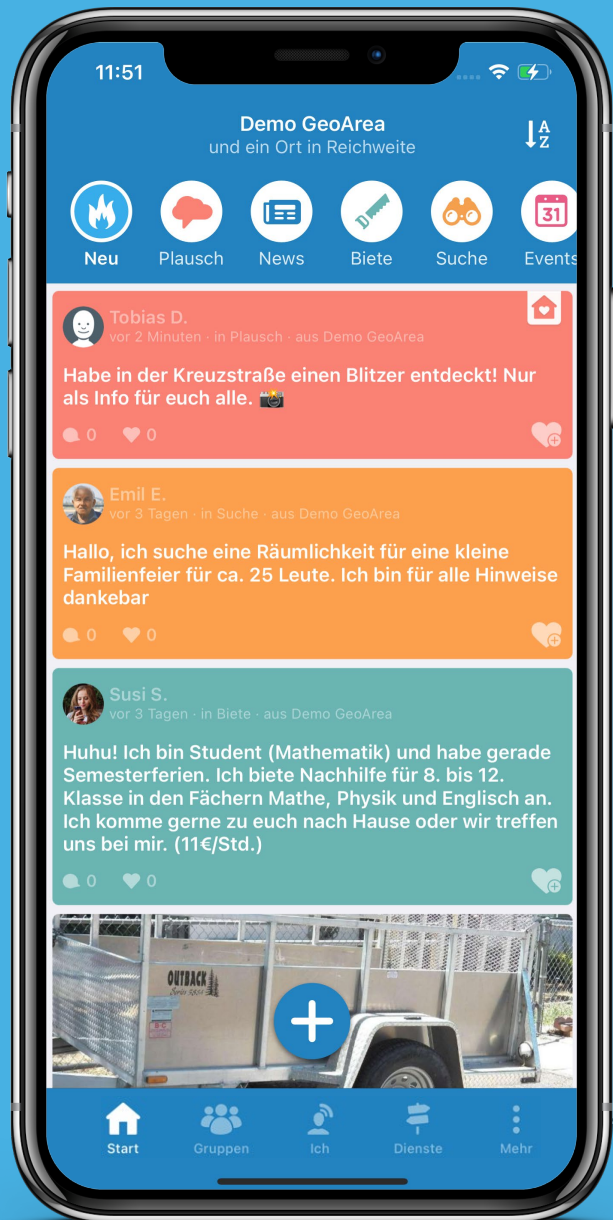 11:51
Demo GeoArea
und ein Ort in Reichweite
A
Z
31
Neu
Plausch
News
Biete
Suche
Events
Tobias D.
vor 2 Minuten · in Plausch · aus Demo GeoArea
Habe in der Kreuzstraße einen Blitzer entdeckt! Nur
als Info für euch alle. 📸
0
0
Emil E.
vor 3 Tagen · in Suche · aus Demo GeoArea
Hallo, ich suche eine Räumlichkeit für eine kleine
Familienfeier für ca. 25 Leute. Ich bin für alle Hinweise
dankebar
0
0
Susi S.
vor 3 Tagen · in Biete · aus Demo GeoArea
Huhu! Ich bin Student (Mathematik) und habe gerade
Semesterferien. Ich biete Nachhilfe für 8. bis 12.
Klasse in den Fächern Mathe, Physik und Englisch an.
Ich komme gerne zu euch nach Hause oder wir treffen
uns bei mir. (11€/Std.)
0
0
OUTBACK
Start
Gruppen
Ich
Dienste
Mehr